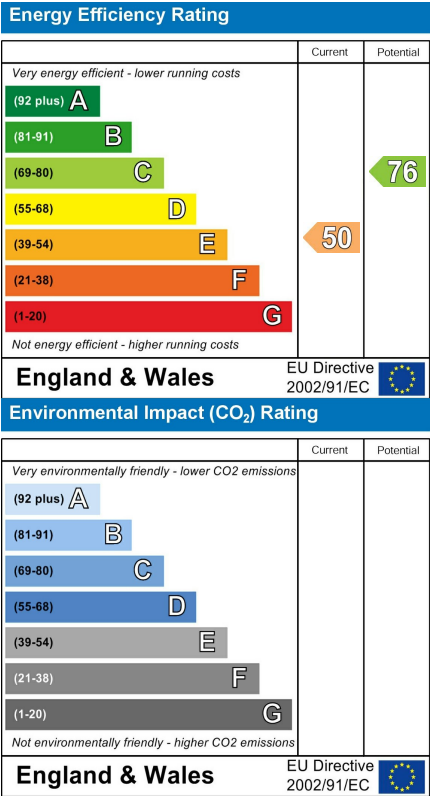 Energy Efficiency Rating
Current Potential
Very energy efficient - lower running costs
(92 plus) A
(81-91) B
(69-80) C
76
(55-68) D
(39-54) E
50
(21-38) F
(1-20) G
Not energy efficient - higher running costs
England & Wales
EU Directive
2002/91/EC
Environmental Impact (CO₂) Rating
Current Potential
Very environmentally friendly - lower CO2 emissions
(92 plus) A
(81-91) B
(69-80) C
(55-68) D
(39-54) E
(21-38) F
(1-20) G
Not environmentally friendly - higher CO2 emissions
England & Wales
EU Directive
2002/91/EC